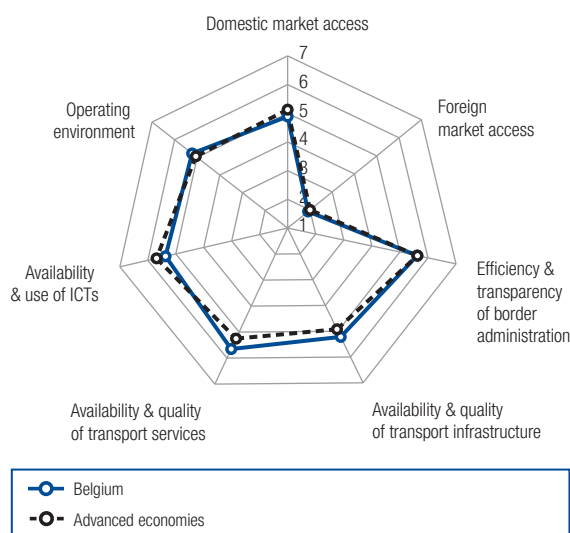 Domestic market access
7
6
5
4
3
2
1
Operating
environment
Foreign
market access
Availability
& use of ICTs
Efficiency &
transparency
of border
administration
Availability & quality
of transport services
Availability & quality
of transport infrastructure
Belgium
Advanced economies